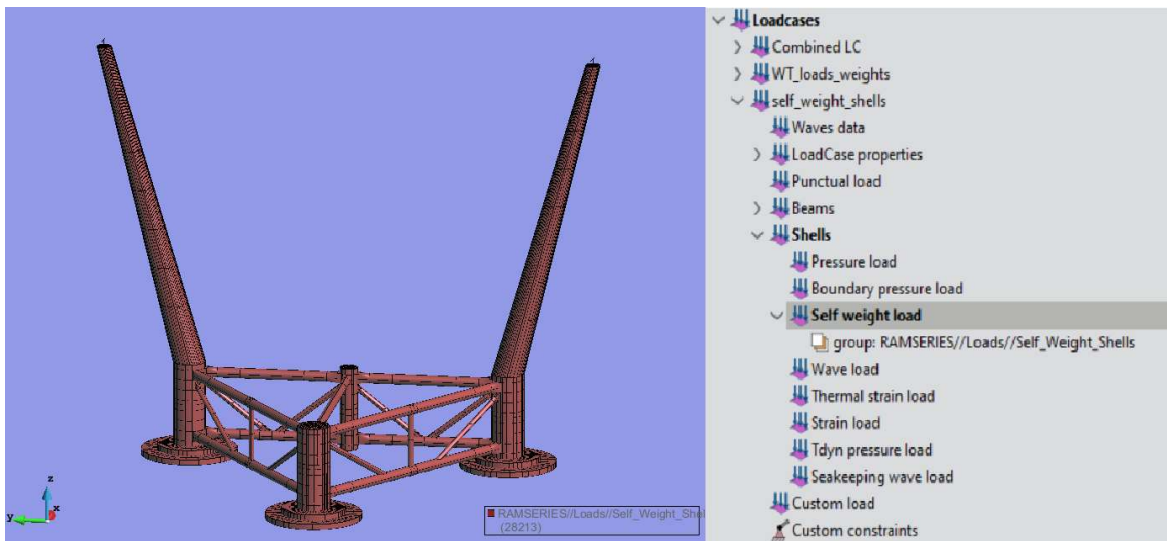 z
y
x
RAMSERIES//Loads//Self_Weight_Shel
(28213)
Loadcases
Combined LC
WT_loads_weights
self_weight_shells
Waves data
LoadCase properties
Punctual load
Beams
Shells
Pressure load
Boundary pressure load
Self weight load
group: RAMSERIES//Loads//Self_Weight_Shells
Wave load
Thermal strain load
Strain load
Tdyn pressure load
Seakeeping wave load
Custom load
Custom constraints